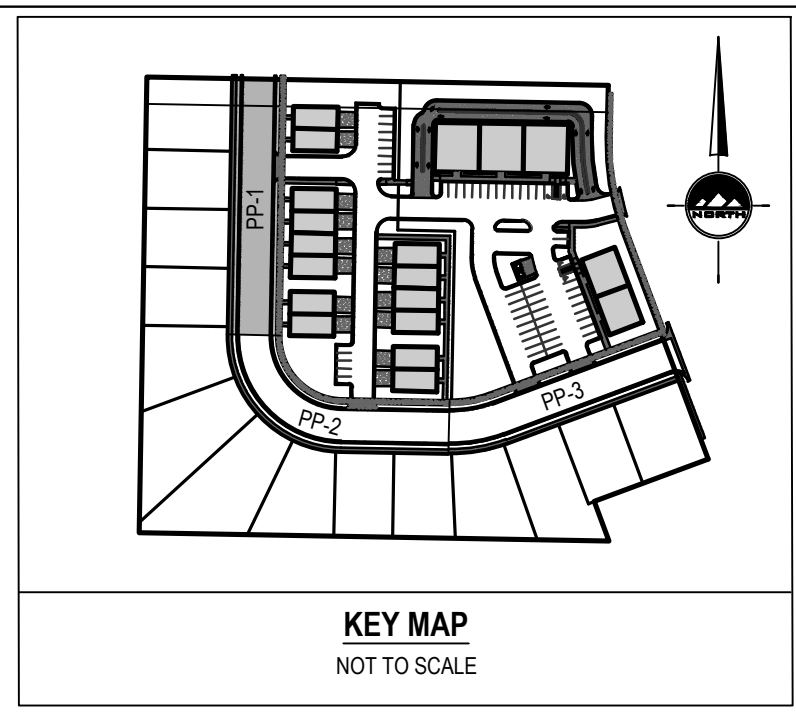 PP-1
NORTH
PP-2
PP-3
KEY MAP
NOT TO SCALE